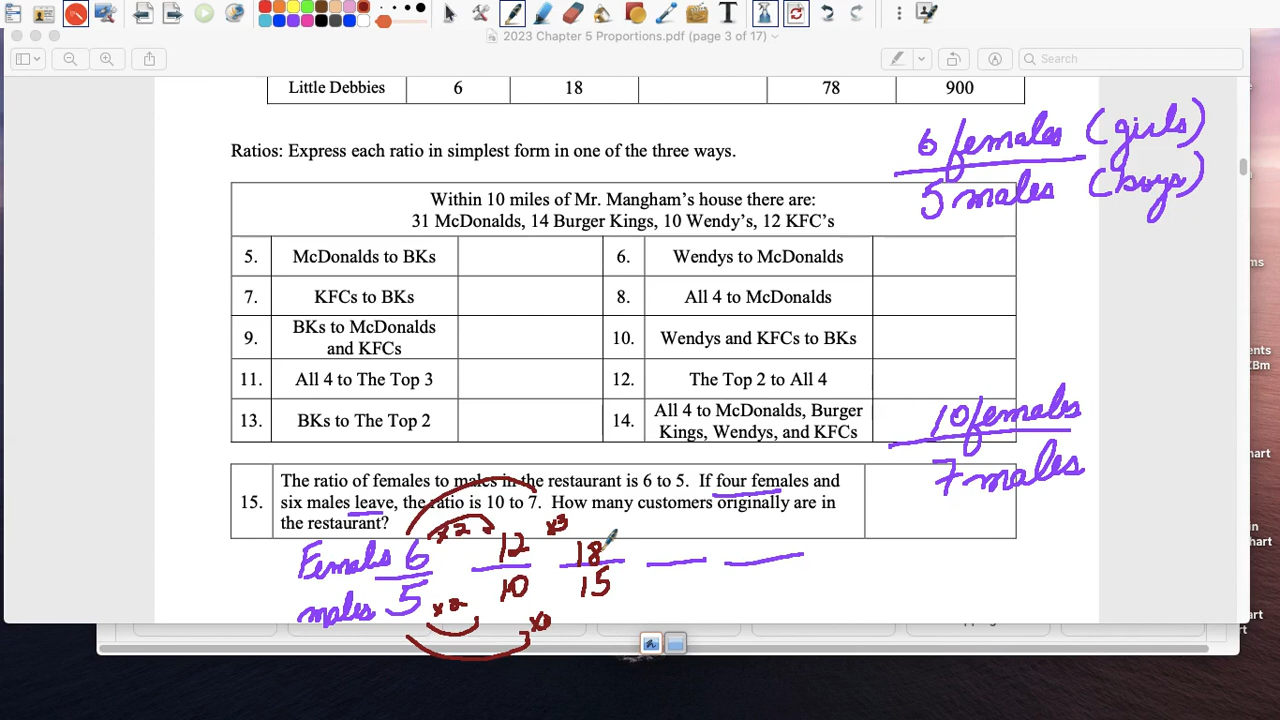 2023 Chapter 5 Proportions.pdf (page 3 of 17)
Search
Little Debbies 6 18 78 900
6 females (girls)
5 males (boys)
Ratios: Express each ratio in simplest form in one of the three ways.
Within 10 miles of Mr. Mangham's house there are:
31 McDonalds, 14 Burger Kings, 10 Wendy's, 12 KFC's
5. McDonalds to BKs 6. Wendys to McDonalds
7. KFCs to BKs 8. All 4 to McDonalds
9. BKs to McDonalds and KFCs 10. Wendys and KFCs to BKs
11. All 4 to The Top 3 12. The Top 2 to All 4
13. BKs to The Top 2 14. All 4 to McDonalds, Burger Kings, Wendys, and KFCs
10 females
7 males
15. The ratio of females to males in the restaurant is 6 to 5. If four females and
six males leave, the ratio is 10 to 7. How many customers originally are in
the restaurant?
Females 6 x2 12 x3 18
males 5 x2 10 15